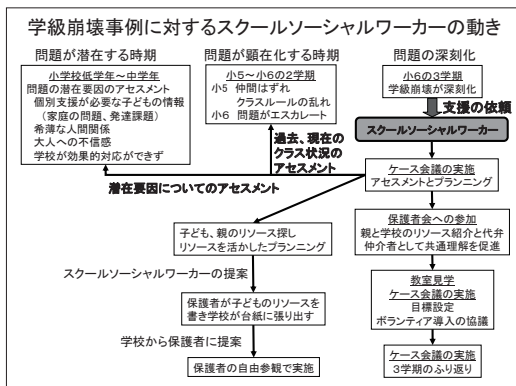 学級崩壊事例に対するスクールソーシャルワーカーの動き
問題が潜在する時期
小学校低学年～中学年
問題の潜在要因のアセスメント
個別支援が必要な子どもの情報
(家庭の問題、発達課題)
希薄な人間関係
大人への不信感
学校が効果的対応ができず
問題が顕在化する時期
小5～小6の2学期
小5 仲間はずれ
クラスルールの乱れ
小6 問題がエスカレート
問題の深刻化
小6の3学期
学級崩壊が深刻化
支援の依頼
スクールソーシャルワーカー
過去、現在の
クラス状況の
アセスメント
潜在要因についてのアセスメント
ケース会議の実施
アセスメントとプランニング
保護者会への参加
親と学校のリソース紹介と代弁
仲介者として共通理解を促進
教室見学
ケース会議の実施
目標設定
ボランティア導入の協議
ケース会議の実施
3学期のふり返り
子ども、親のリソース探し
リソースを活かしたプランニング
スクールソーシャルワーカーの提案
保護者が子どものリソースを
書き学校が台紙に張り出す
学校から保護者に提案
保護者の自由参観で実施